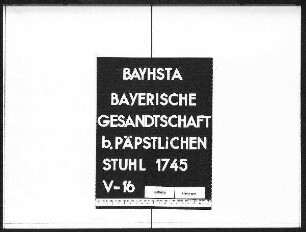 BAYHSTA
BAYERISCHE
GESANDTSCHAFT
b. PÄPSTLiCHEN
STUHL 1745
V-16